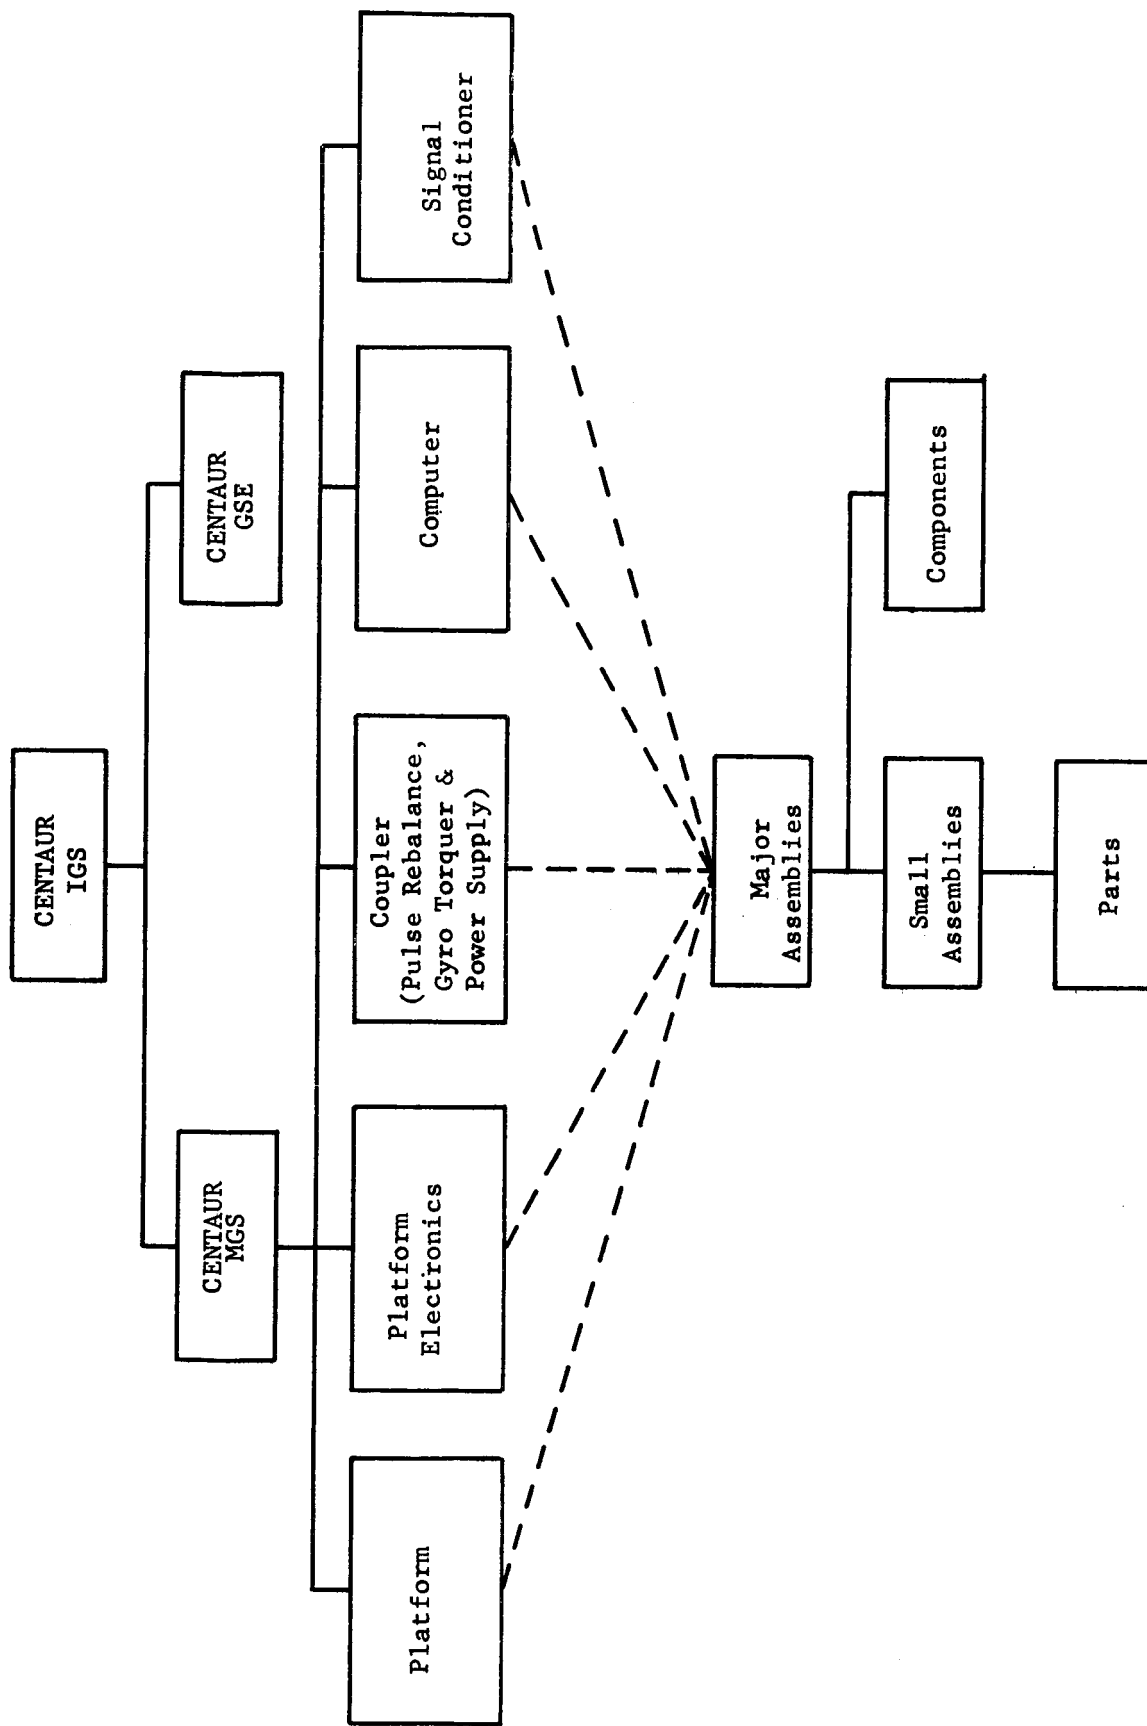 CENTAUR
IGS
CENTAUR
MGS
CENTAUR
GSE
Platform
Platform
Electronics
Coupler
(Pulse Rebalance,
Gyro Torquer &
Power Supply)
Computer
Signal
Conditioner
Major
Assemblies
Small
Assemblies
Components
Parts